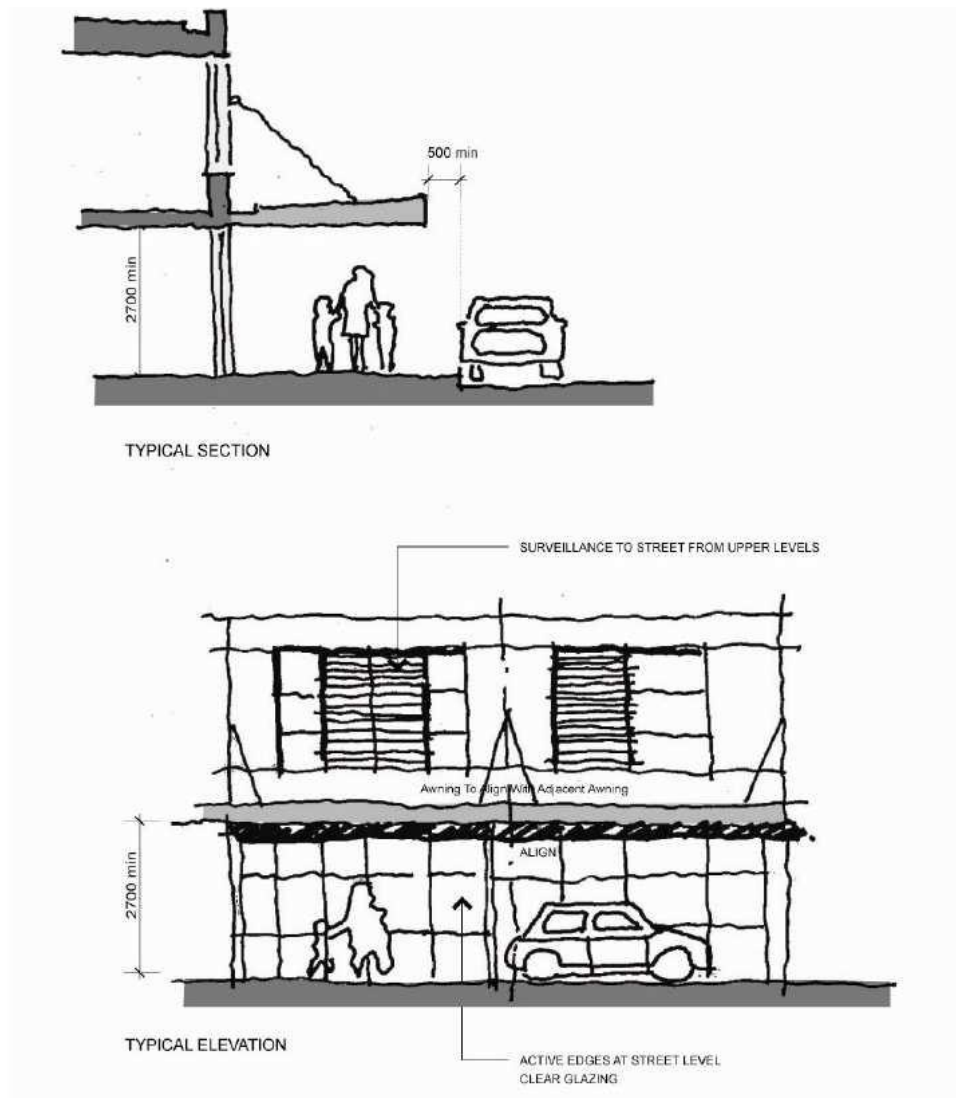 500 min
2700 min
TYPICAL SECTION
SURVEILLANCE TO STREET FROM UPPER LEVELS
Awning To Align With Adjacent Awning
ALIGN
2700 min
TYPICAL ELEVATION
ACTIVE EDGES AT STREET LEVEL
CLEAR GLAZING